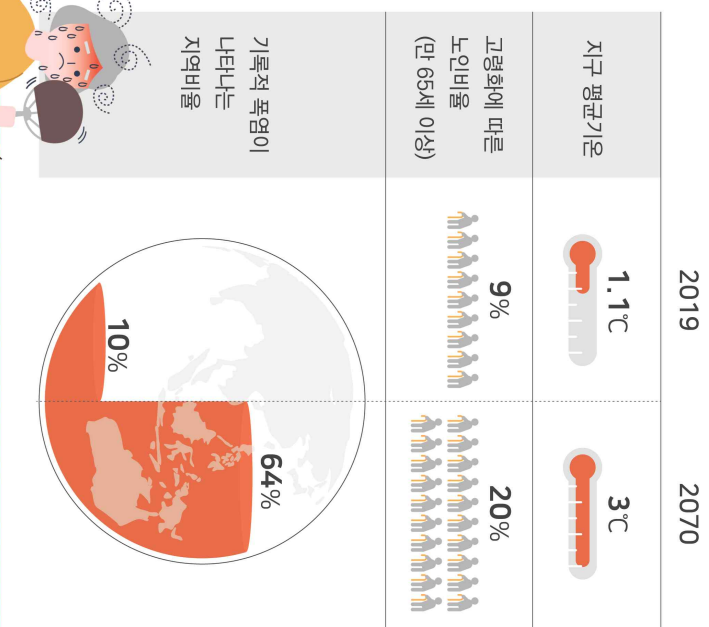 2019
2070
지구 평균기온
1.1℃
3℃
고령화에 따른
노인비율
(만 65세 이상)
9%
20%
기록적 폭염이
나타나는
지역비율
10%
64%